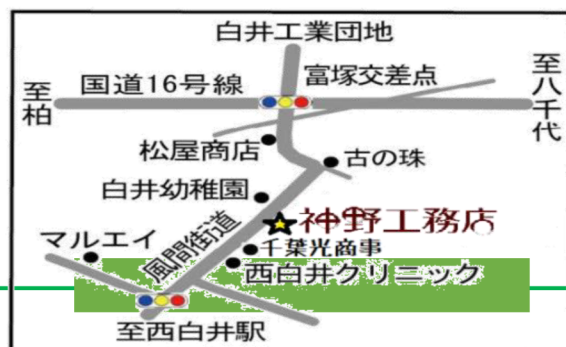 白井工業団地
国道16号線
富塚交差点
至柏
至八千代
松屋商店
古の珠
白井幼稚園
神野工務店
風間街道
マルエイ
千葉光商事
西白井クリニック
至西白井駅